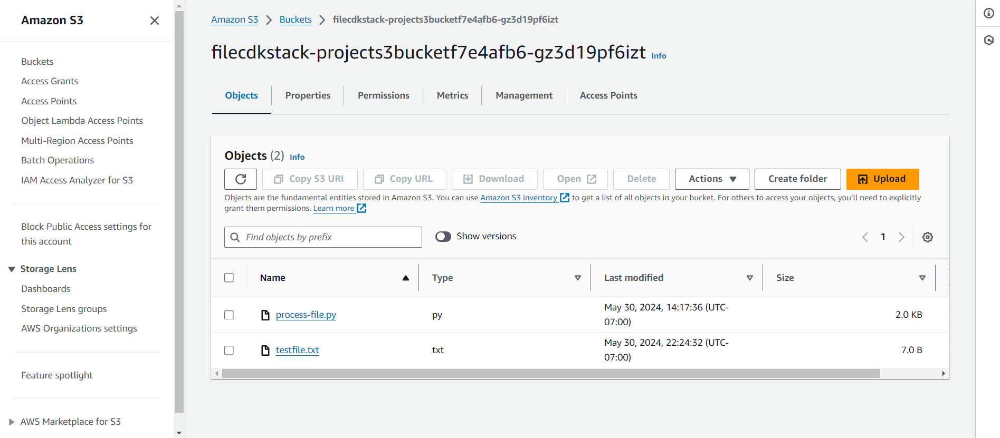 Amazon S3
Buckets
Access Grants
Access Points
Object Lambda Access Points
Multi-Region Access Points
Batch Operations
IAM Access Analyzer for S3
Block Public Access settings for
this account
Storage Lens
Dashboards
Storage Lens groups
AWS Organizations settings
Feature spotlight
AWS Marketplace for S3
Amazon S3 > Buckets > filecdkstack-projects3bucketf7e4afb6-gz3d19pf6izt
filecdkstack-projects3bucketf7e4afb6-gz3d19pf6izt Info
Objects Properties Permissions Metrics Management Access Points
Objects (2) Info
Copy S3 URI Copy URL Download Open Delete Actions Create folder Upload
Objects are the fundamental entities stored in Amazon S3. You can use Amazon S3 inventory to get a list of all objects in your bucket. For others to access your objects, you'll need to explicitly
grant them permissions. Learn more
Find objects by prefix Show versions 1
Name Type Last modified Size
process-file.py py May 30, 2024, 14:17:36 (UTC-
07:00) 2.0 KB
testfile.txt txt May 30, 2024, 22:24:32 (UTC-
07:00) 7.0 B